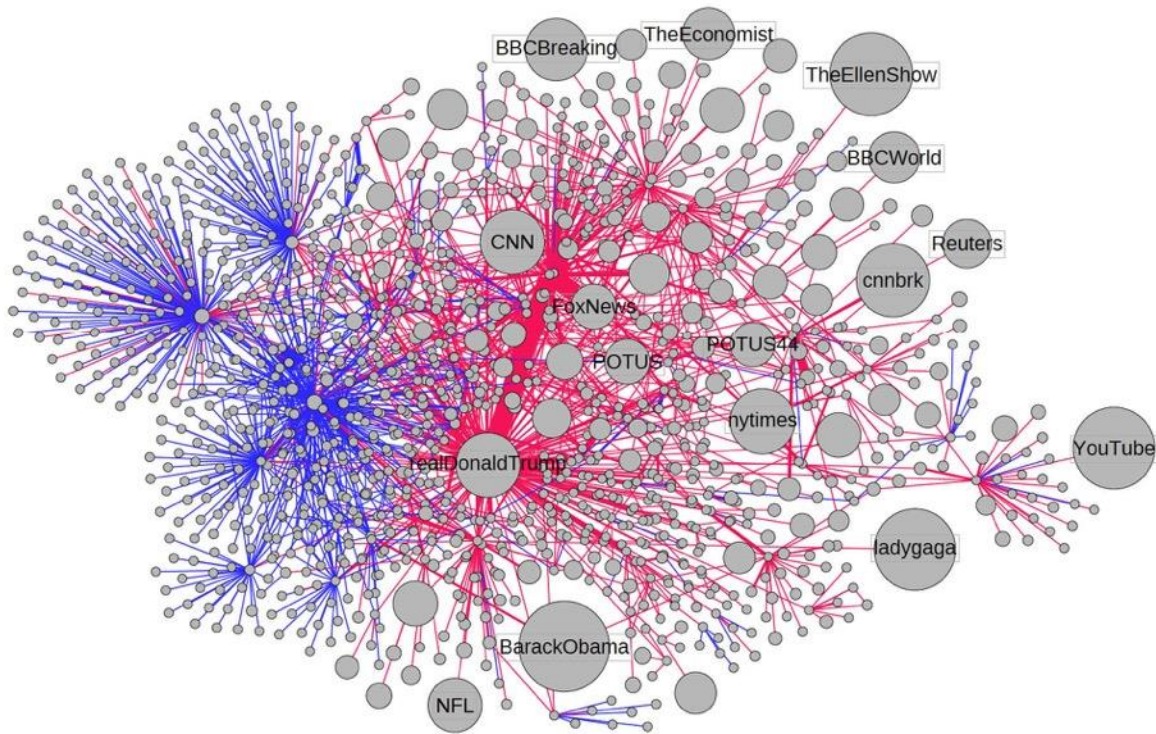 TheEconomist
BBCBreaking
TheEllenShow
BBCWorld
CNN
Reuters
cnnbrk
FoxNews
POTUS44
POTUS
nytimes
YouTube
realDonaldTrump
ladygaga
BarackObama
NFL